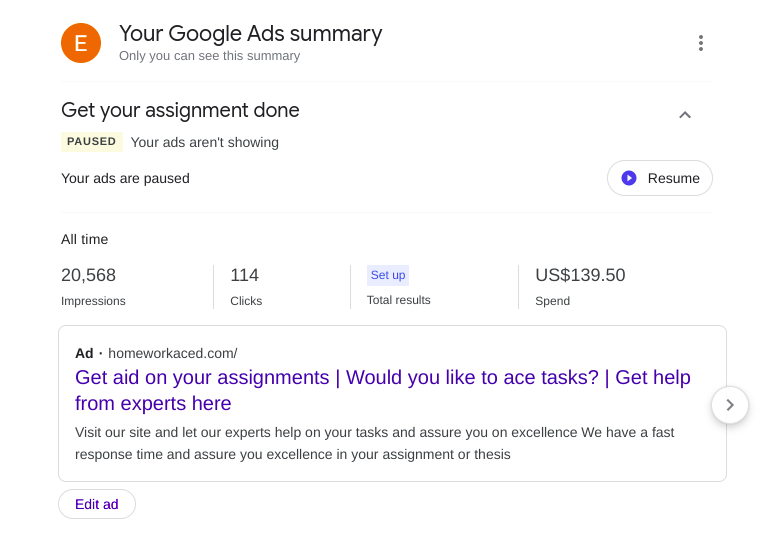 E
Your Google Ads summary
Only you can see this summary
Get your assignment done
PAUSED Your ads aren't showing
Your ads are paused
Resume
All time
20,568
Impressions
114
Clicks
Set up
Total results
US$139.50
Spend
Ad · homeworkaced.com/
Get aid on your assignments | Would you like to ace tasks? | Get help
from experts here
Visit our site and let our experts help on your tasks and assure you on excellence We have a fast
response time and assure you excellence in your assignment or thesis
Edit ad